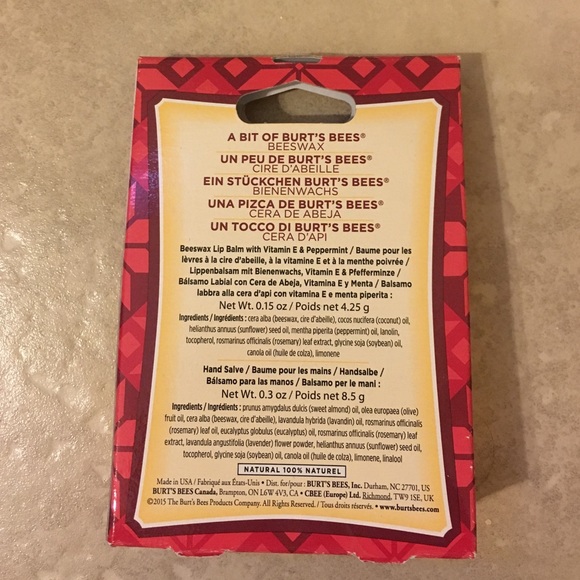 A BIT OF BURT'S BEES®
BEESWAX
UN PEU DE BURT'S BEES®
CIRE D'ABEILLE
EIN STÜCKCHEN BURT'S BEES®
BIENENWACHS
UNA PIZCA DE BURT'S BEES®
CERA DE ABEJA
UN TOCCO DI BURT'S BEES®
CERA D'API
Beeswax Lip Balm with Vitamin E & Peppermint / Baume pour les
lèvres à la cire d'abeille, à la vitamine E et à la menthe poivrée /
Lippenbalsam mit Bienenwachs, Vitamin E & Pfefferminze /
Bálsamo Labial con Cera de Abeja, Vitamina E y Menta / Balsamo
labbra alla cera d'api con vitamina E e menta piperita :
Net Wt. 0.15 oz / Poids net 4.25 g
Ingredients / Ingrédients : cera alba (beeswax, cire d'abeille), cocos nucifera (coconut) oil,
helianthus annuus (sunflower) seed oil, mentha piperita (peppermint) oil, lanolin,
tocopherol, rosmarinus officinalis (rosemary) leaf extract, glycine soja (soybean) oil,
canola oil (huile de colza), limonene
Hand Salve / Baume pour les mains / Handsalbe /
Bálsamo para las manos / Balsamo per le mani :
Net Wt. 0.3 oz / Poids net 8.5 g
Ingredients / Ingrédients : prunus amygdalus dulcis (sweet almond) oil, olea europaea (olive)
fruit oil, cera alba (beeswax, cire d'abeille), lavandula hybrida (lavandin) oil, rosmarinus officinalis
(rosemary) leaf oil, eucalyptus globulus (eucalyptus) oil, rosmarinus officinalis (rosemary) leaf
extract, lavandula angustifolia (lavender) flower powder, helianthus annuus (sunflower) seed oil,
tocopherol, glycine soja (soybean) oil, canola oil (huile de colza), limonene, linalool
NATURAL 100% NATUREL
Made in USA / Fabriqué aux États-Unis • Dist. for/pour : BURT'S BEES, Inc. Durham, NC 27701, US
BURT'S BEES Canada, Brampton, ON L6W 4V3, CA • CBEE (Europe) Ltd. Richmond, TW9 1SE, UK
©2015 The Burt's Bees Products Company. All Rights Reserved. / Tous droits réservés. • www.burtsbees.com®